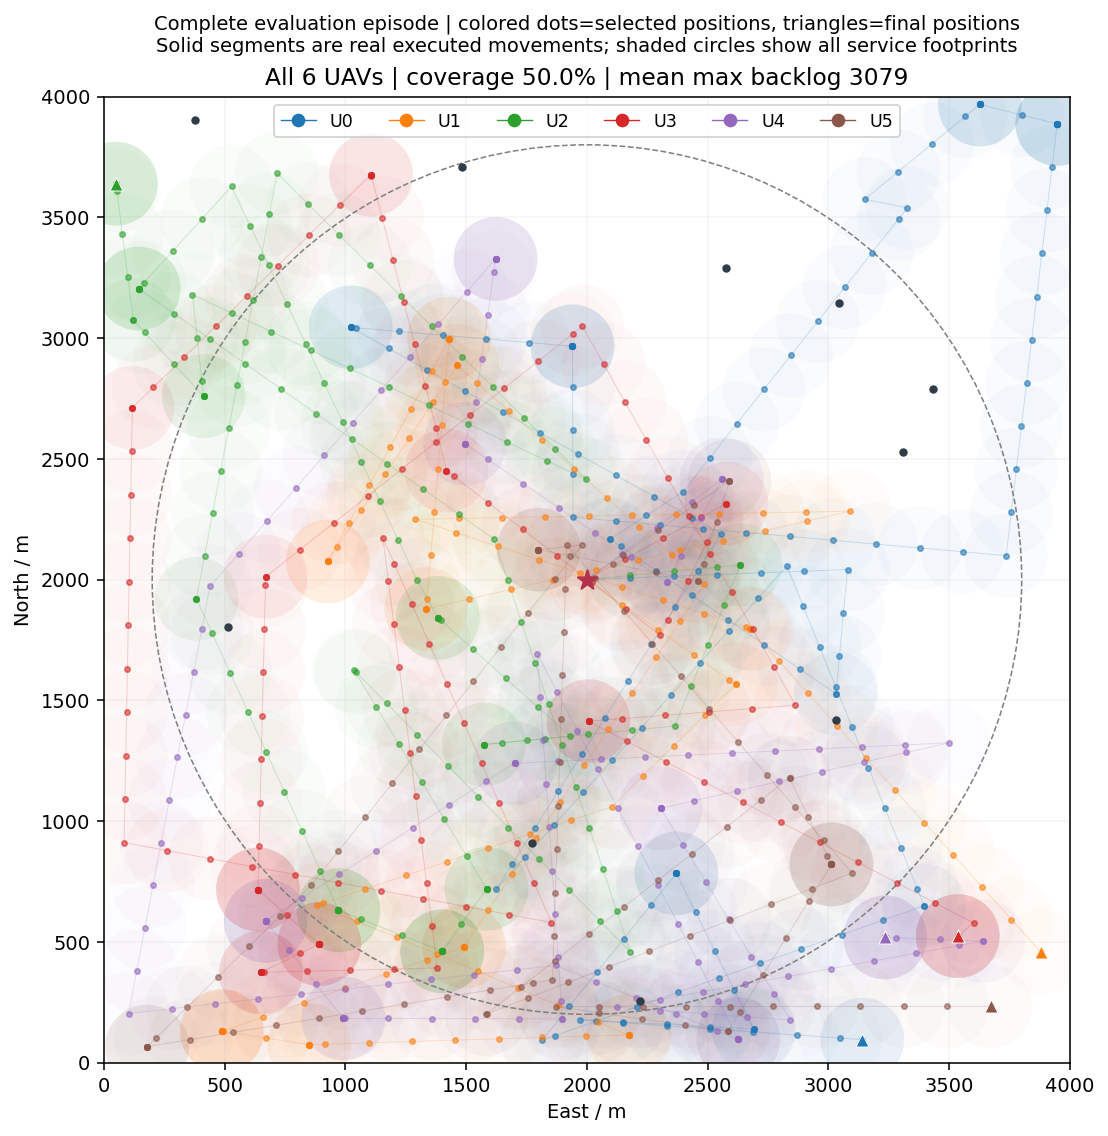 Complete evaluation episode | colored dots=selected positions, triangles=final positions
Solid segments are real executed movements; shaded circles show all service footprints
All 6 UAVs | coverage 50.0% | mean max backlog 3079
U0 U1 U2 U3 U4 U5
4000
3500
3000
2500
2000
1500
1000
500
0
North / m
0 500 1000 1500 2000 2500 3000 3500 4000
East / m